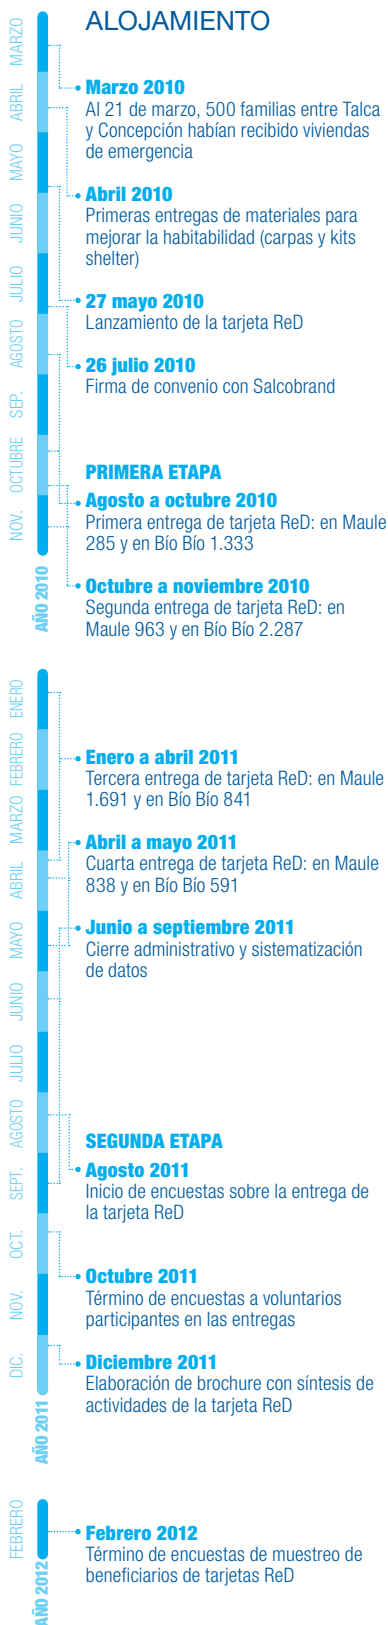 ALOJAMIENTO
MARZO
ABRIL
MAYO
JUNIO
JULIO
AGOSTO
SEP.
OCTUBRE
NOV.
AÑO 2010
Marzo 2010
Al 21 de marzo, 500 familias entre Talca
y Concepción habían recibido viviendas
de emergencia
Abril 2010
Primeras entregas de materiales para
mejorar la habitabilidad (carpas y kits
shelter)
27 mayo 2010
Lanzamiento de la tarjeta ReD
26 julio 2010
Firma de convenio con Salcobrand
PRIMERA ETAPA
Agosto a octubre 2010
Primera entrega de tarjeta ReD: en Maule
285 y en Bío Bío 1.333
Octubre a noviembre 2010
Segunda entrega de tarjeta ReD: en
Maule 963 y en Bío Bío 2.287
ENERO
FEBRERO
MARZO
ABRIL
MAYO
JUNIO
JULIO
AGOSTO
SEPT.
OCT.
NOV.
DIC.
AÑO 2011
Enero a abril 2011
Tercera entrega de tarjeta ReD: en Maule
1.691 y en Bío Bío 841
Abril a mayo 2011
Cuarta entrega de tarjeta ReD: en Maule
838 y en Bío Bío 591
Junio a septiembre 2011
Cierre administrativo y sistematización
de datos
SEGUNDA ETAPA
Agosto 2011
Inicio de encuestas sobre la entrega de
la tarjeta ReD
Octubre 2011
Término de encuestas a voluntarios
participantes en las entregas
Diciembre 2011
Elaboración de brochure con síntesis de
actividades de la tarjeta ReD
FEBRERO
AÑO 2012
Febrero 2012
Término de encuestas de muestreo de
beneficiarios de tarjetas ReD